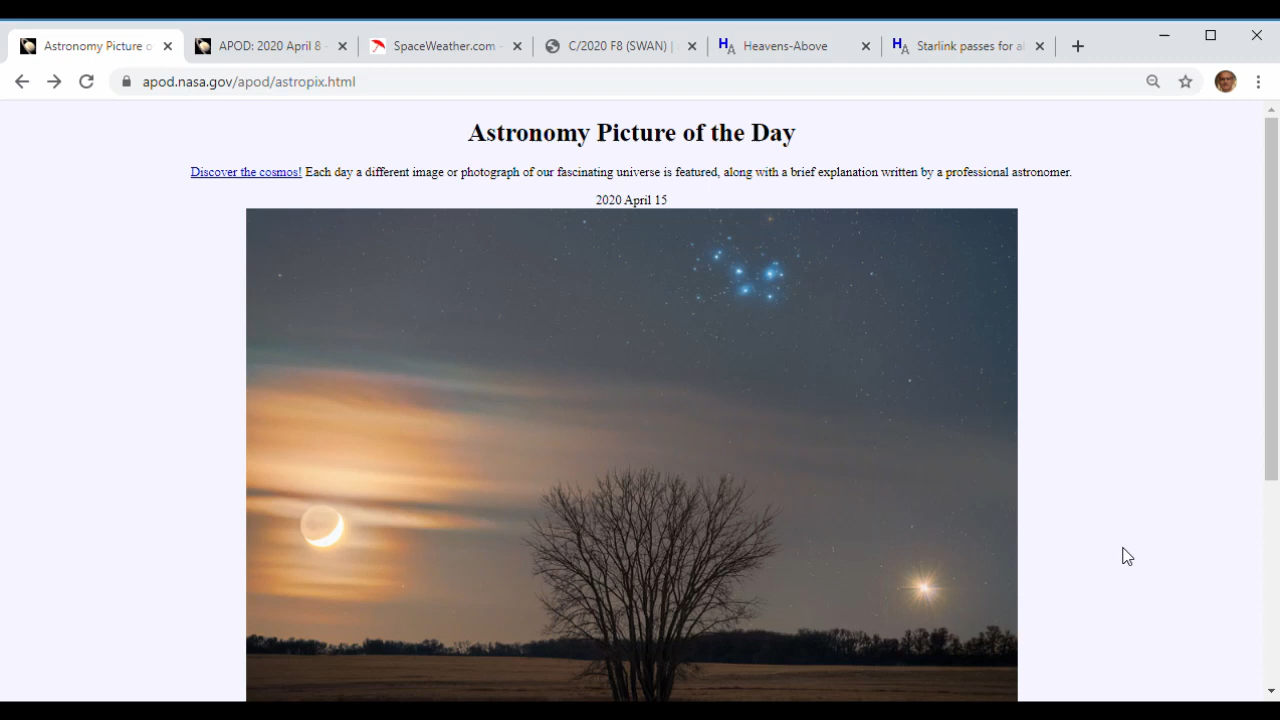 Astronomy Picture o
APOD: 2020 April 8 -
SpaceWeather.com -
C/2020 F8 (SWAN) |
Heavens-Above
Starlink passes for al
apod.nasa.gov/apod/astropix.html
Astronomy Picture of the Day
Discover the cosmos! Each day a different image or photograph of our fascinating universe is featured, along with a brief explanation written by a professional astronomer.
2020 April 15